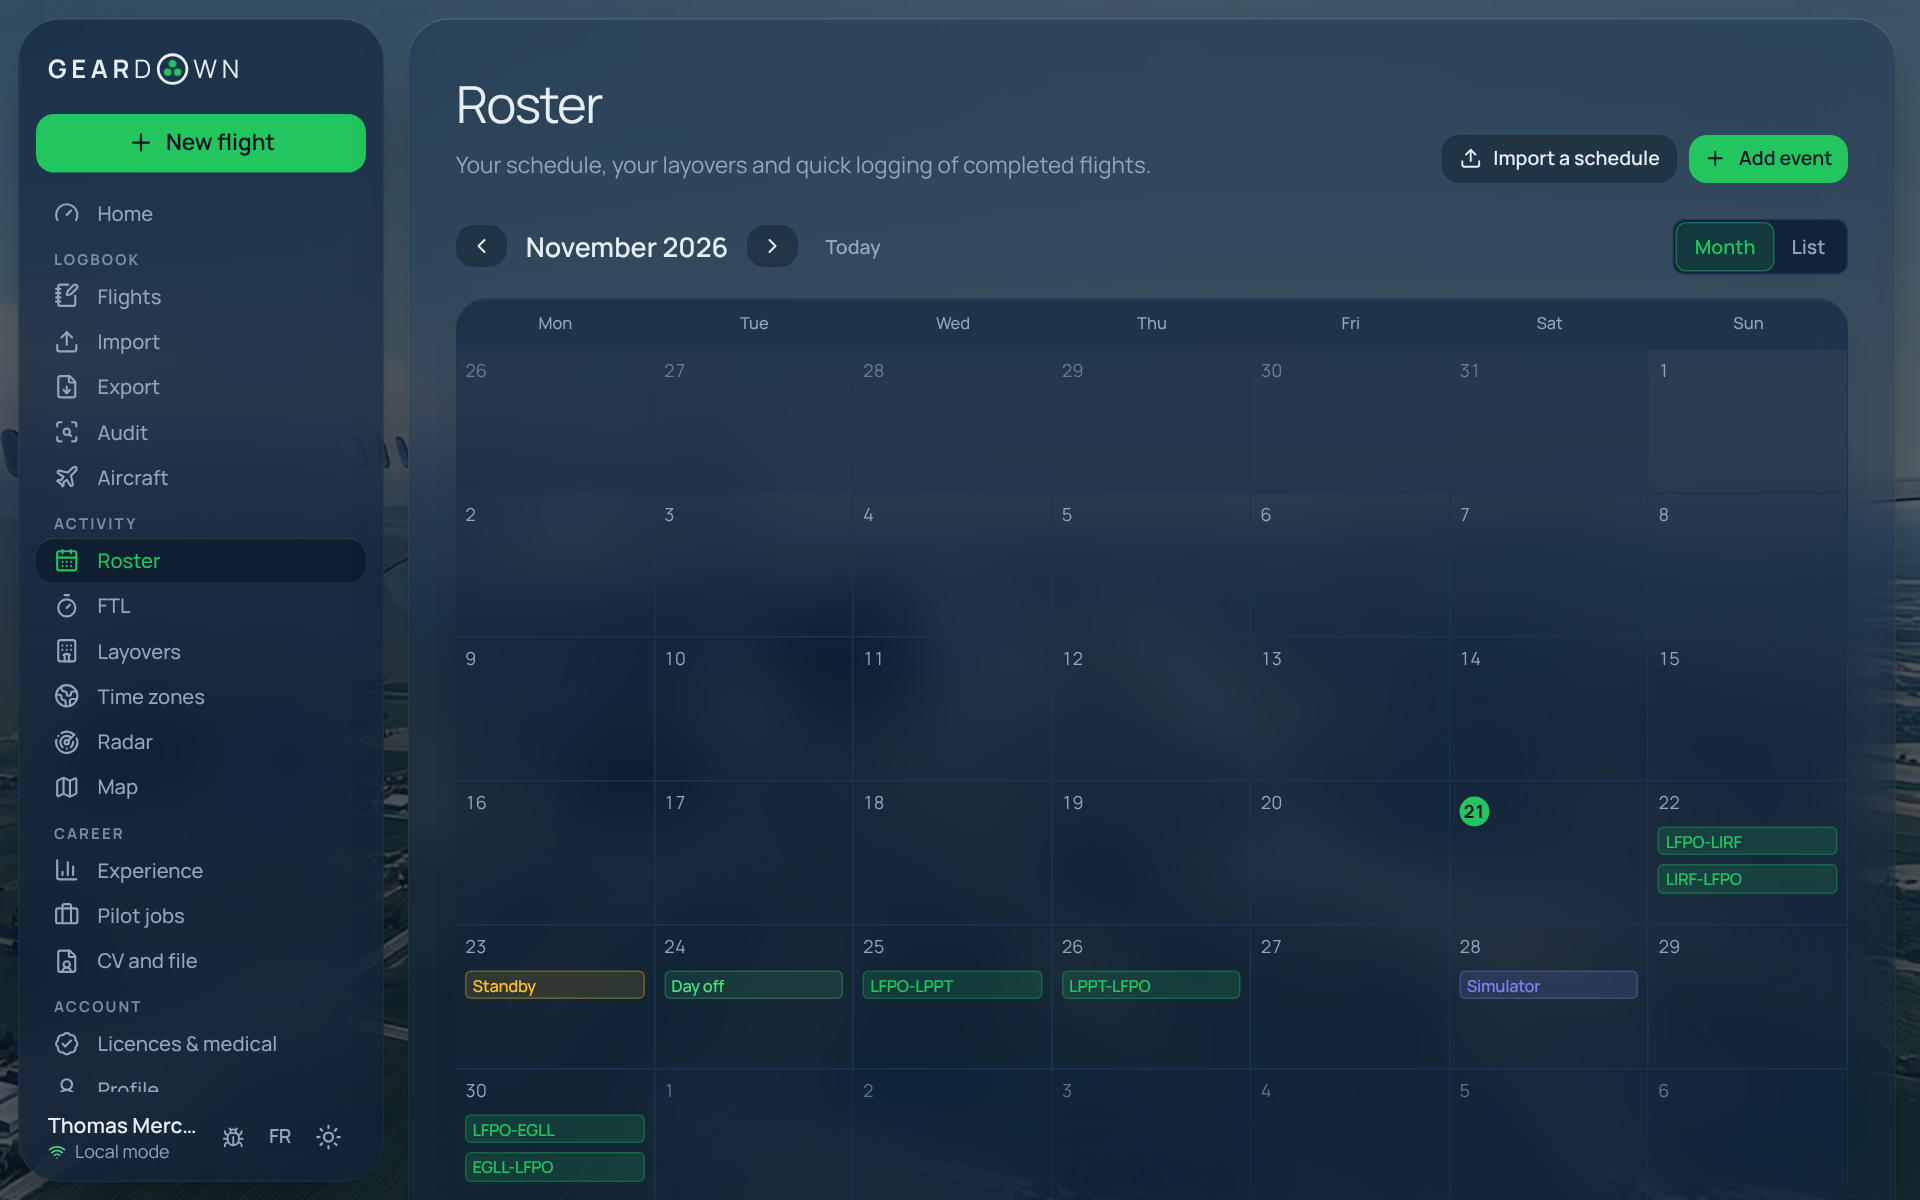 GEARDOWN
New flight
Home
LOGBOOK
Flights
Import
Export
Audit
Aircraft
ACTIVITY
Roster
FTL
Layovers
Time zones
Radar
Map
CAREER
Experience
Pilot jobs
CV and file
ACCOUNT
Licences & medical
Profile
Thomas Merc...
Local mode
FR
Roster
Your schedule, your layovers and quick logging of completed flights.
Import a schedule
Add event
November 2026
Today
Month
List
Mon Tue Wed Thu Fri Sat Sun
26 27 28 29 30 31 1
2 3 4 5 6 7 8
9 10 11 12 13 14 15
16 17 18 19 20 21 22
LFPO-LIRF
LIRF-LFPO
23 24 25 26 27 28 29
Standby Day off LFPO-LPPT LPPT-LFPO Simulator
30 1 2 3 4 5 6
LFPO-EGLL
EGLL-LFPO